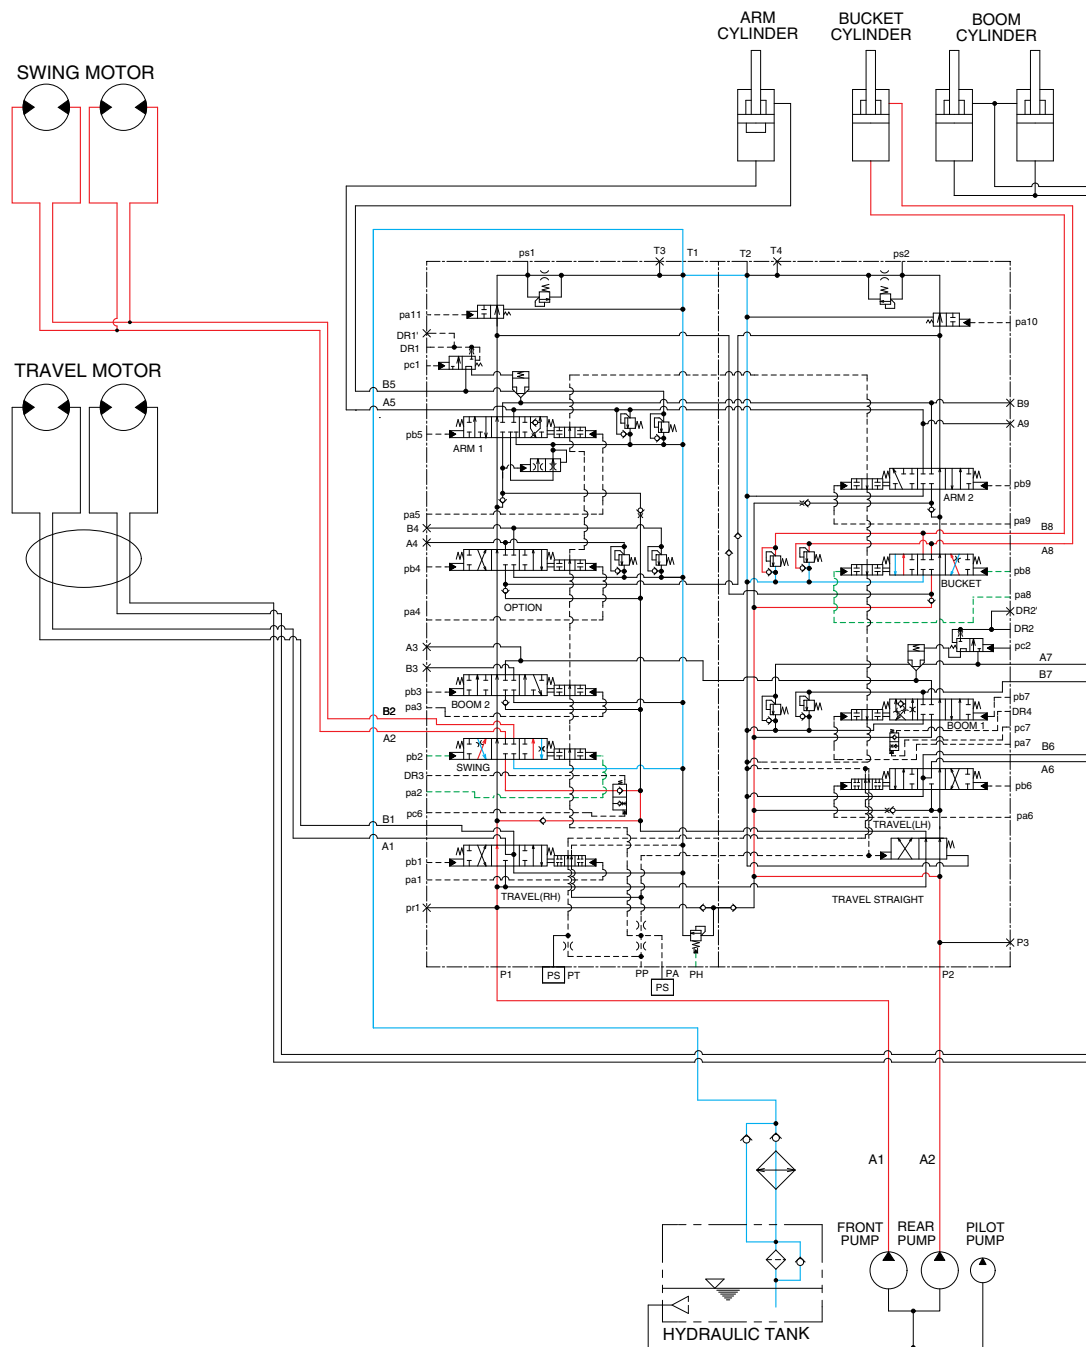 ARM
CYLINDER
BUCKET
CYLINDER
BOOM
CYLINDER
SWING MOTOR
TRAVEL MOTOR
ps1
T3
T1
T2
T4
ps2
pa11
pa10
DR1'
DR1
pc1
B5
A5
B9
A9
pb5
ARM 1
pb9
ARM 2
pa5
pa9
B4
B8
A4
A8
pb4
pb8
OPTION
BUCKET
pa4
pa8
DR2'
DR2
A3
pc2
B3
A7
B7
pb3
pb7
BOOM 2
pa3
DR4
B2
BOOM 1
pc7
A2
pa7
B6
pb2
SWING
A6
DR3
pb6
pa2
pc6
pa6
B1
TRAVEL(LH)
A1
pb1
pa1
TRAVEL(RH)
TRAVEL STRAIGHT
pr1
P3
P1
PS
PT
PP
PA
PH
P2
PS
A1
A2
FRONT
PUMP
REAR
PUMP
PILOT
PUMP
HYDRAULIC TANK